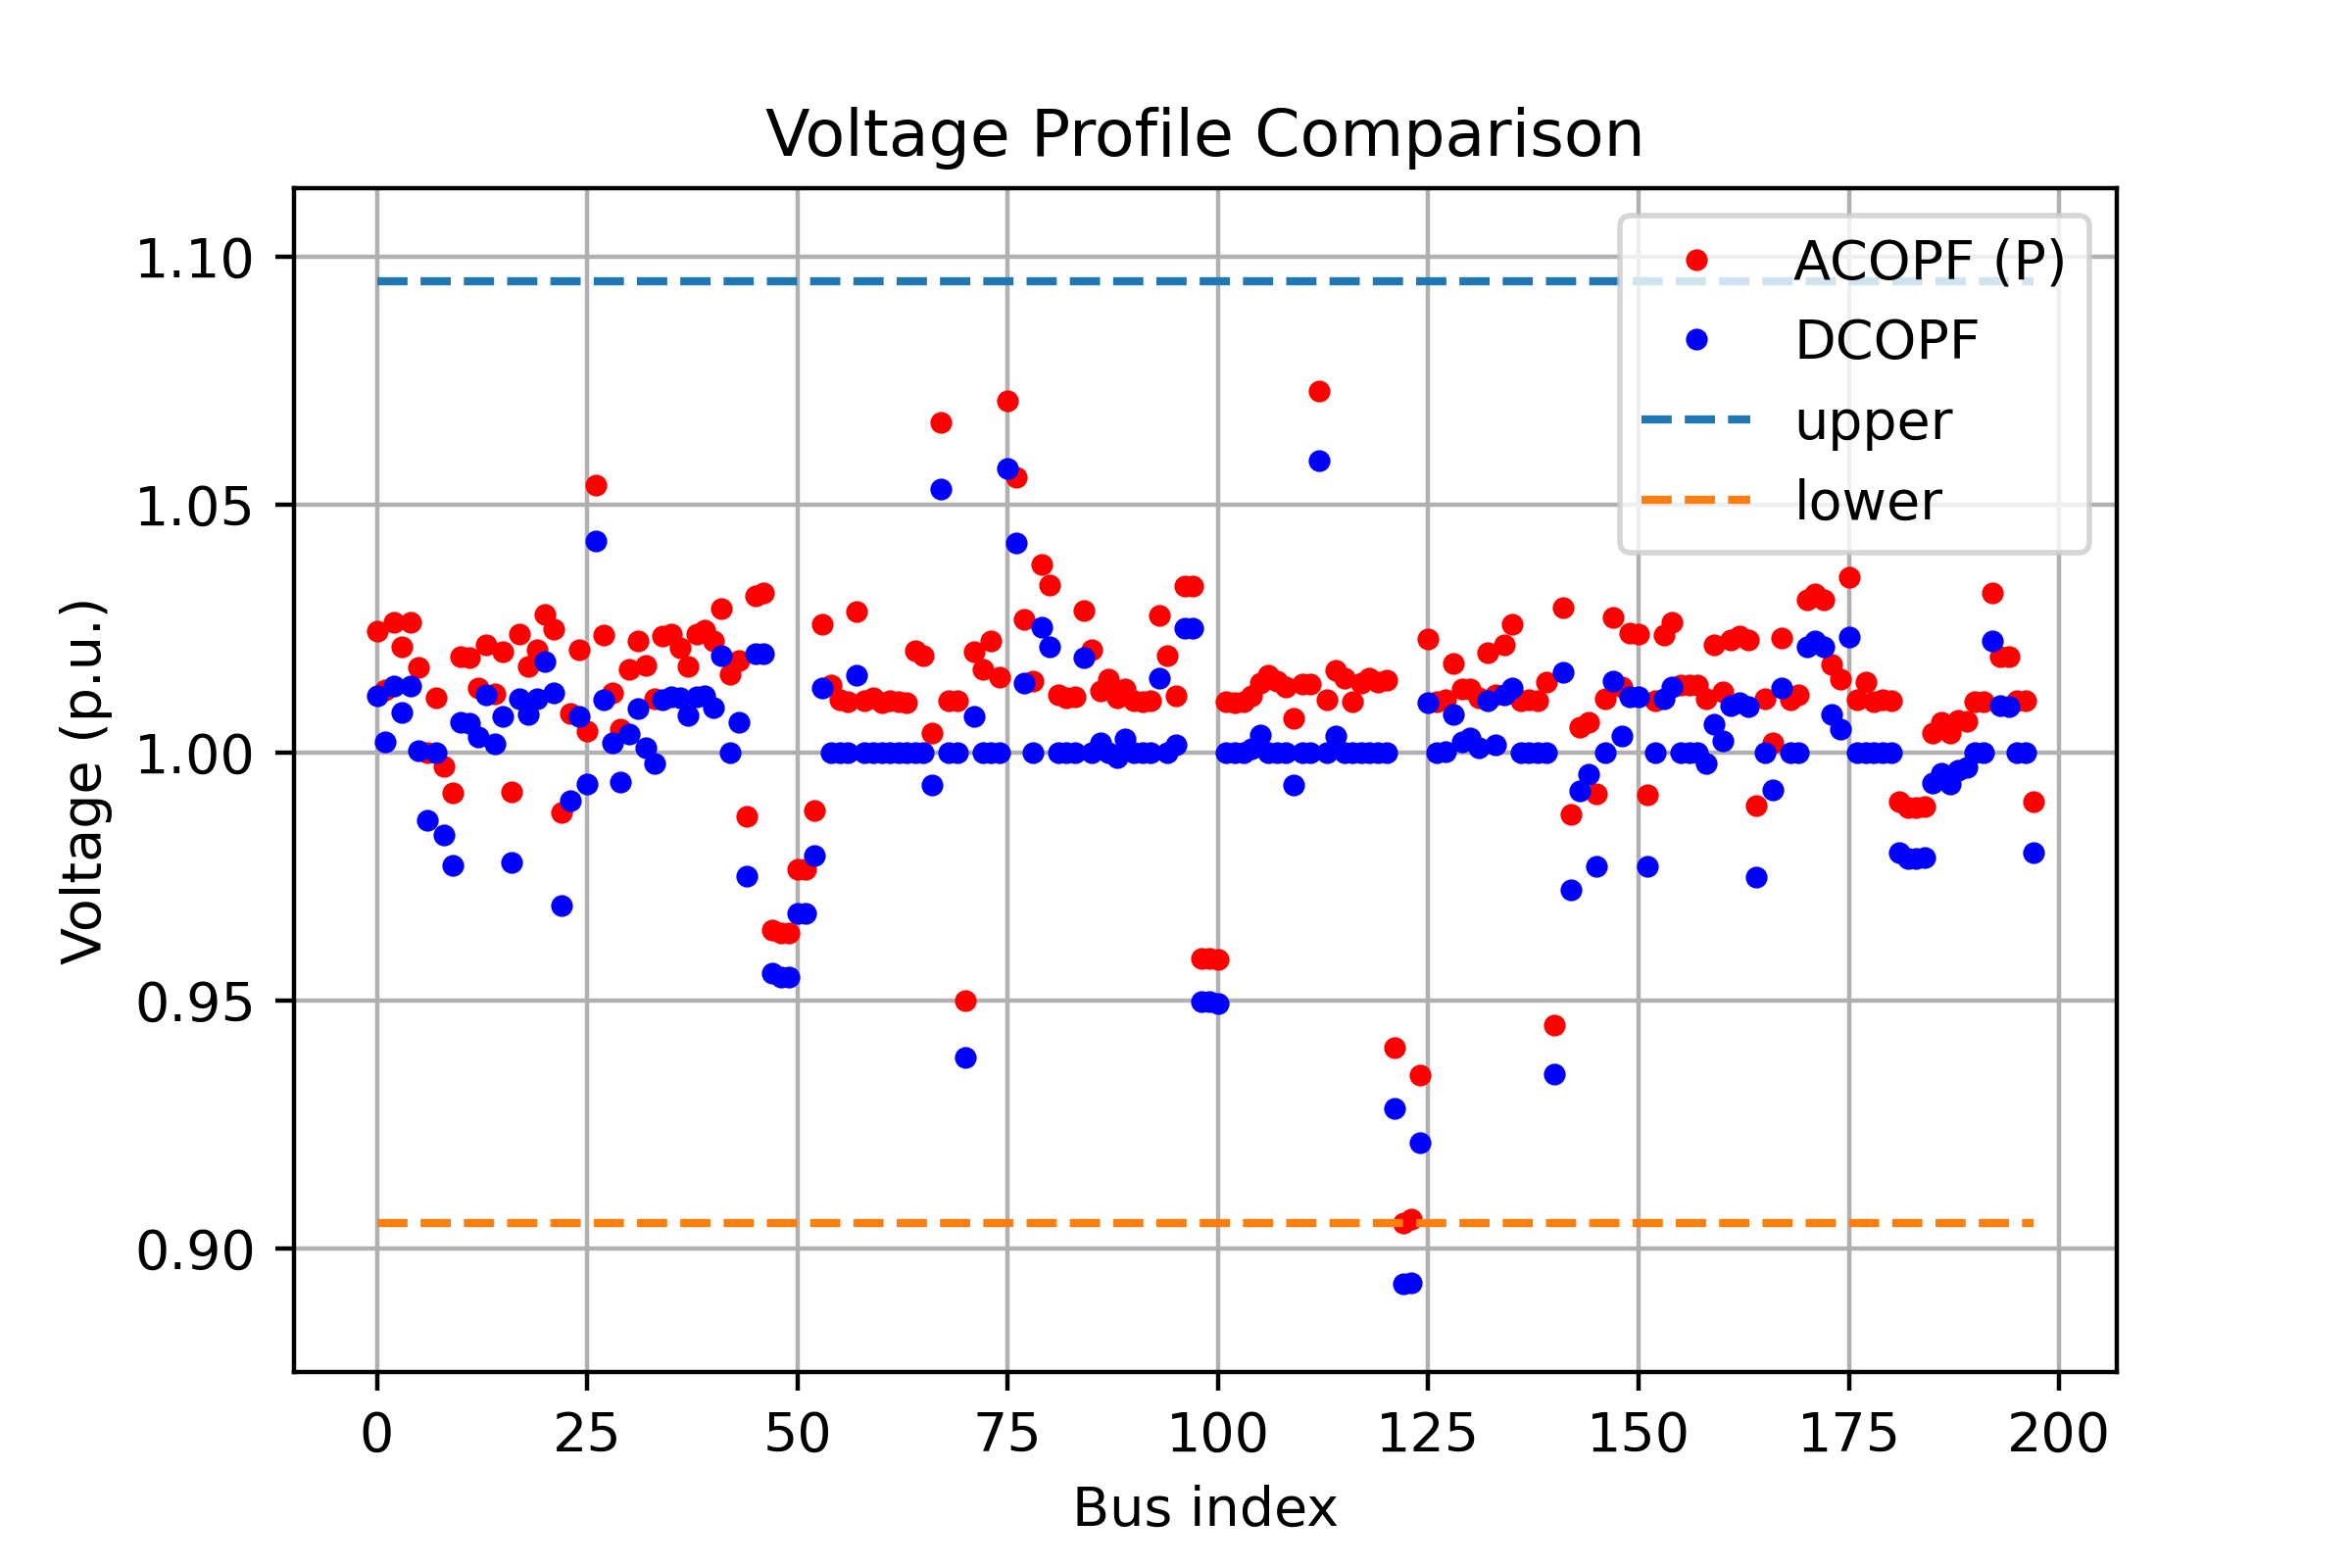 Voltage Profile Comparison
ACOPF (P)
DCOPF
upper
lower
1.10
1.05
1.00
0.95
0.90
Voltage (p.u.)
0 25 50 75 100 125 150 175 200
Bus index